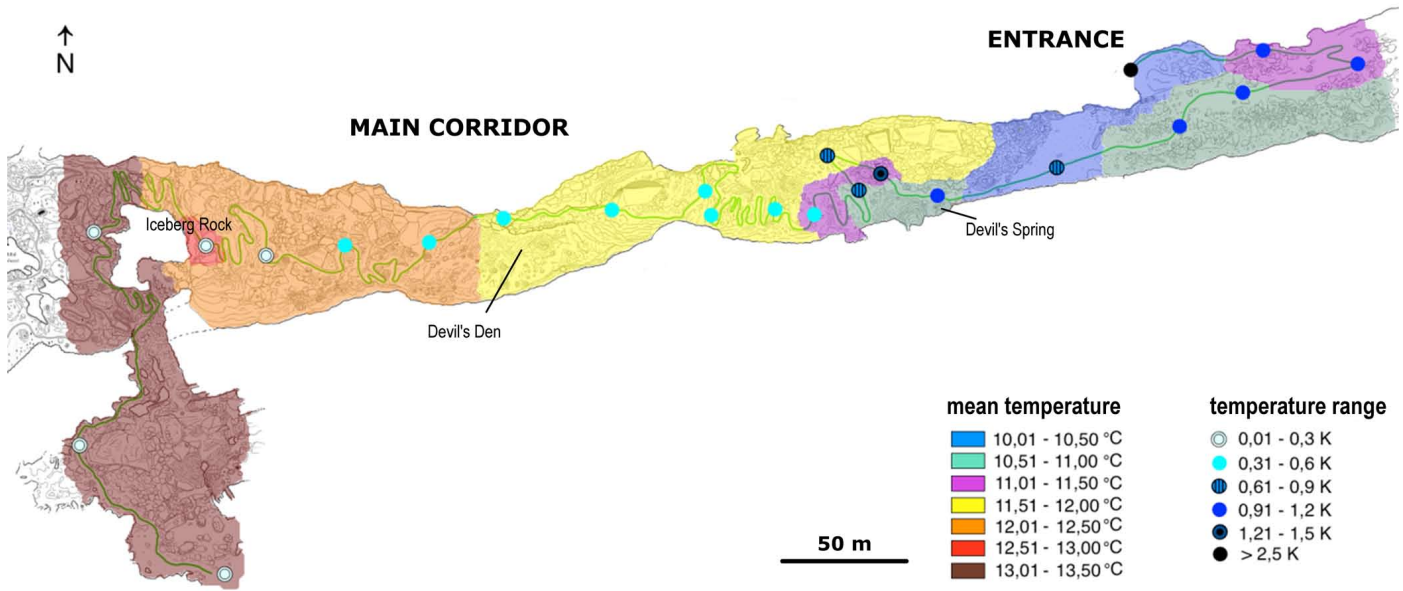 N
ENTRANCE
MAIN CORRIDOR
Iceberg Rock
Devil's Spring
Devil's Den
mean temperature
10,01 - 10,50 °C
10,51 - 11,00 °C
11,01 - 11,50 °C
11,51 - 12,00 °C
12,01 - 12,50 °C
12,51 - 13,00 °C
13,01 - 13,50 °C
temperature range
0,01 - 0,3 K
0,31 - 0,6 K
0,61 - 0,9 K
0,91 - 1,2 K
1,21 - 1,5 K
> 2,5 K
50 m